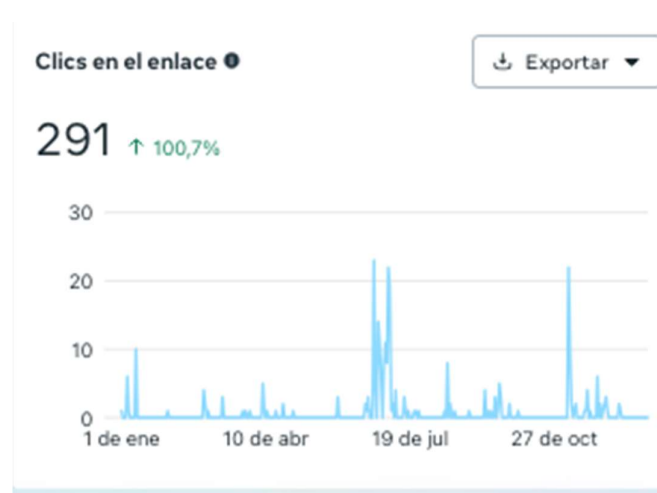 Clics en el enlace
Exportar
291 ↑ 100,7%
30
20
10
0
1 de ene 10 de abr 19 de jul 27 de oct